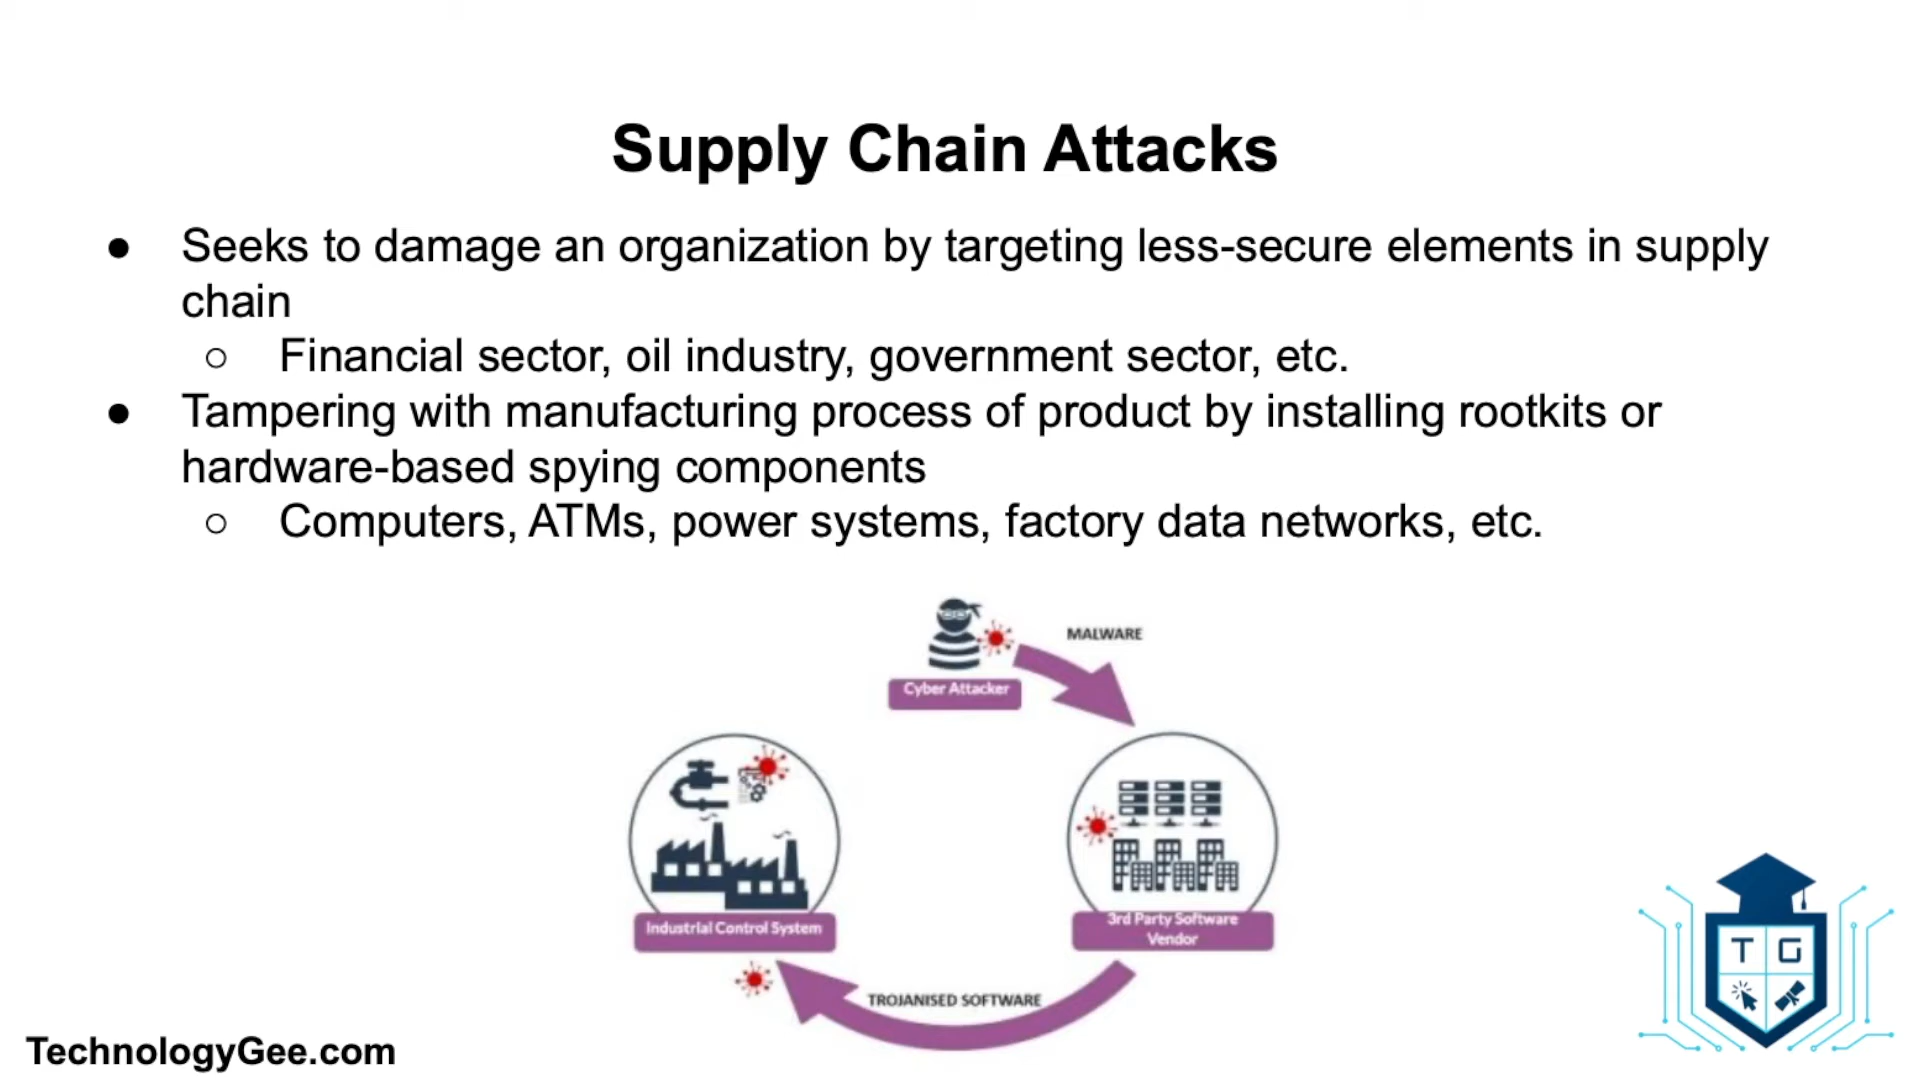 Supply Chain Attacks
● Seeks to damage an organization by targeting less-secure elements in supply
chain
○ Financial sector, oil industry, government sector, etc.
● Tampering with manufacturing process of product by installing rootkits or
hardware-based spying components
○ Computers, ATMs, power systems, factory data networks, etc.
MALWARE
Cyber Attacker
Industrial Control System
3rd Party Software
Vendor
TROJANISED SOFTWARE
T G
TechnologyGee.com